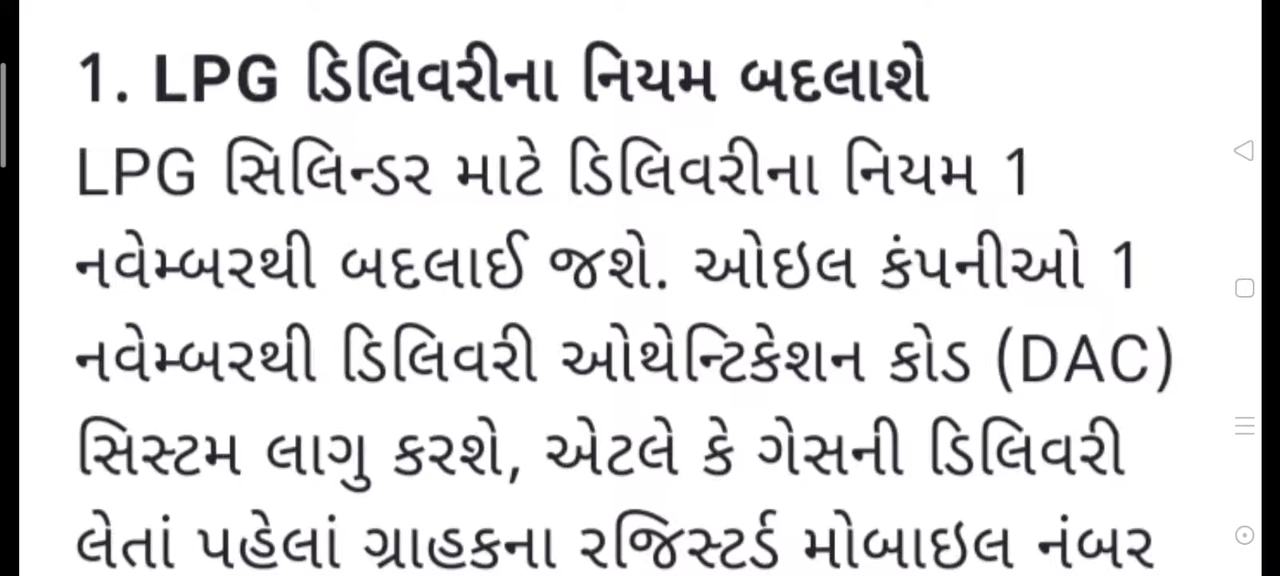 1. LPG ડિલિવરીના નિયમ બદલાશે
LPG સિલિન્ડર માટે ડિલિવરીના નિયમ 1
નવેમ્બરથી બદલાઈ જશે. ઓઇલ કંપનીઓ 1
નવેમ્બરથી ડિલિવરી ઓથેન્ટિકેશન કોડ (DAC)
સિસ્ટમ લાગુ કરશે, એટલે કે ગેસની ડિલિવરી
લેતાં પહેલાં ગ્રાહકના રજિસ્ટર્ડ મોબાઇલ નંબર